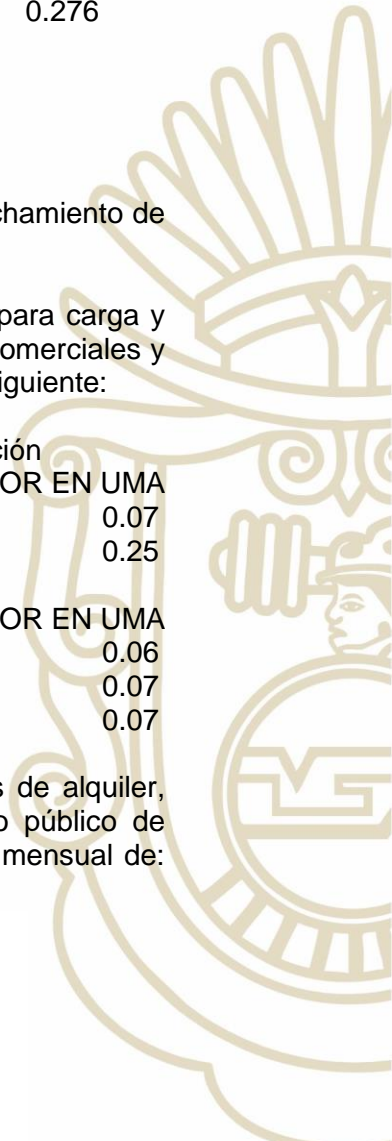 0.276
chamiento de
para carga y
omerciales y
iguiente:
ción
OR EN UMA
0.07
0.25
OR EN UMA
0.06
0.07
0.07
s de alquiler,
o público de
mensual de: